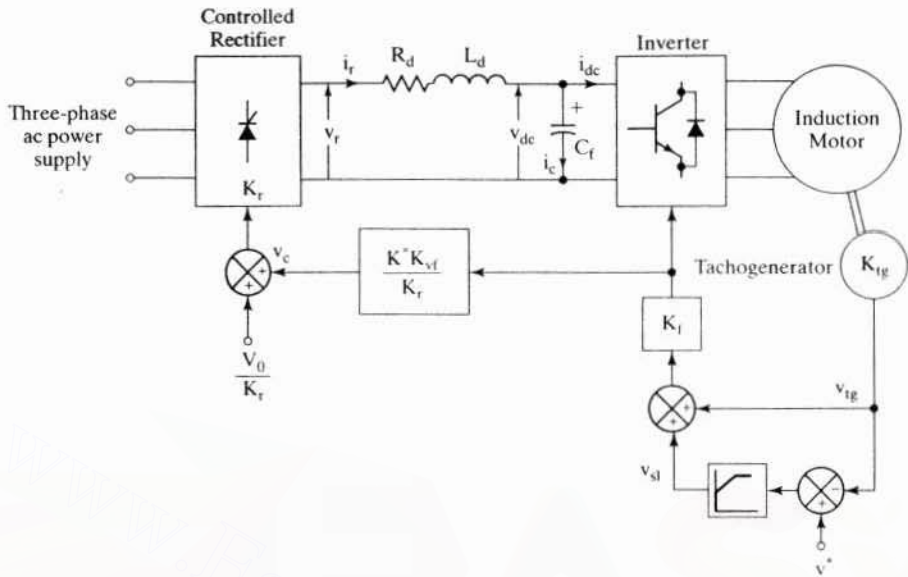 Controlled
Rectifier
Three-phase
ac power
supply
K_r
i_r
R_d
L_d
i_dc
v_r
v_dc
+
C_f
i_c
Inverter
Induction
Motor
Tachogenerator
K_tg
v_c
K* K_vf
K_r
K_f
+
+
V_0
K_r
v_tg
+
+
v_sl
-
+
v*